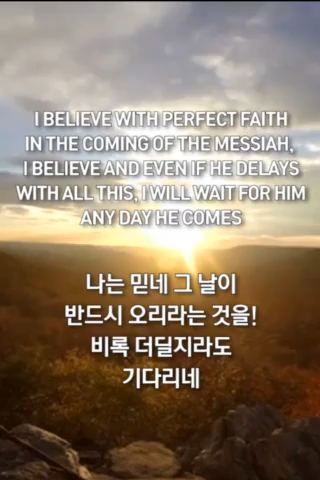 I BELIEVE WITH PERFECT FAITH
IN THE COMING OF THE MESSIAH,
I BELIEVE AND EVEN IF HE DELAYS
WITH ALL THIS, I WILL WAIT FOR HIM
ANY DAY HE COMES
나는 믿네 그 날이
반드시 오리라는 것을!
비록 더딜지라도
기다리네